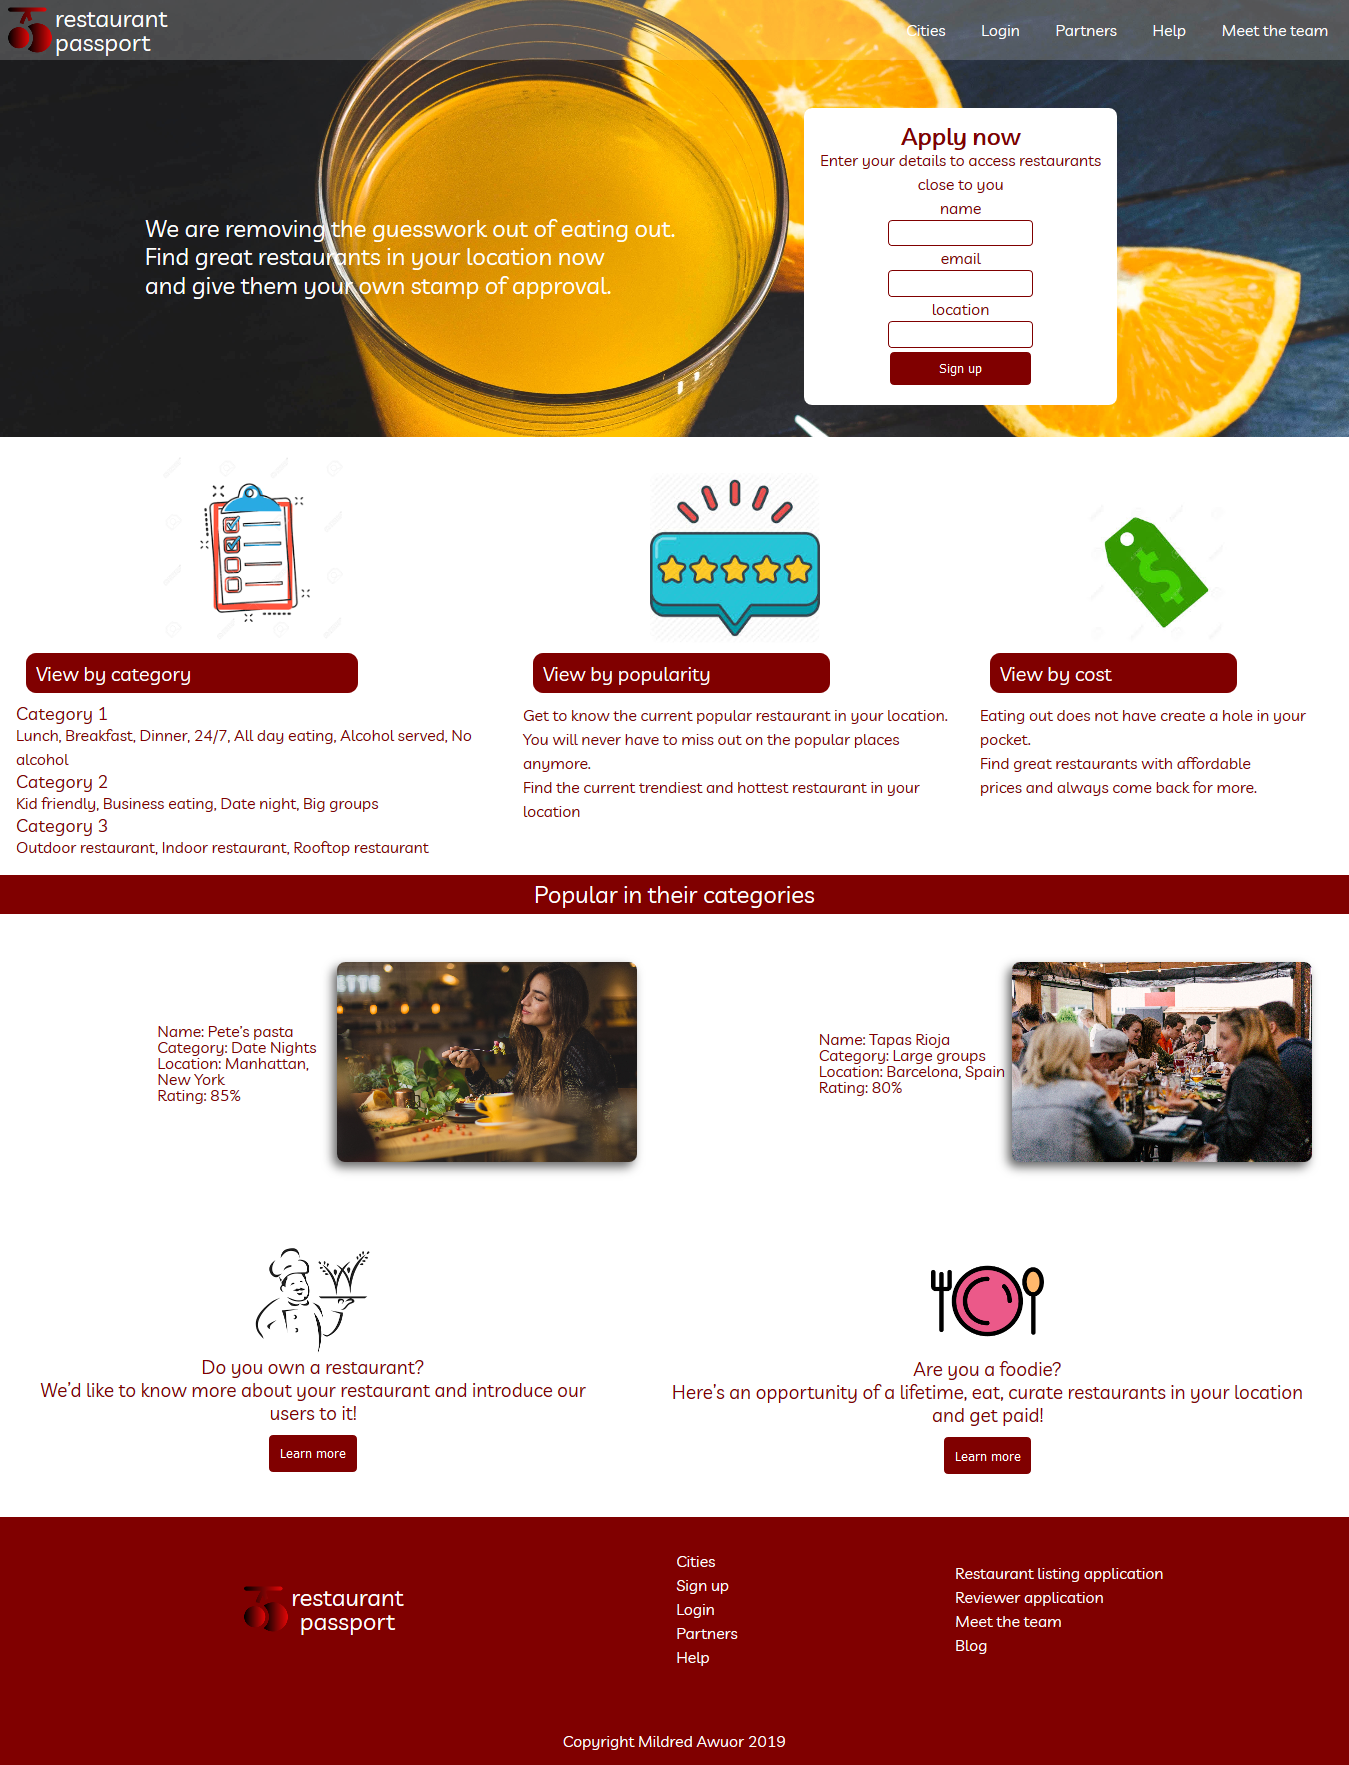 restaurant
passport
Cities
Login
Partners
Help
Meet the team
Apply now
Enter your details to access restaurants
close to you
name
email
location
Sign up
We are removing the guesswork out of eating out.
Find great restaurants in your location now
and give them your own stamp of approval.
View by category
Category 1
Lunch, Breakfast, Dinner, 24/7, All day eating, Alcohol served, No
alcohol
Category 2
Kid friendly, Business eating, Date night, Big groups
Category 3
Outdoor restaurant, Indoor restaurant, Rooftop restaurant
View by popularity
Get to know the current popular restaurant in your location.
You will never have to miss out on the popular places
anymore.
Find the current trendiest and hottest restaurant in your
location
View by cost
Eating out does not have create a hole in your
pocket.
Find great restaurants with affordable
prices and always come back for more.
Popular in their categories
Name: Pete's pasta
Category: Date Nights
Location: Manhattan,
New York
Rating: 85%
Name: Tapas Rioja
Category: Large groups
Location: Barcelona, Spain
Rating: 80%
Do you own a restaurant?
We'd like to know more about your restaurant and introduce our
users to it!
Learn more
Are you a foodie?
Here's an opportunity of a lifetime, eat, curate restaurants in your location
and get paid!
Learn more
restaurant
passport
Cities
Sign up
Login
Partners
Help
Restaurant listing application
Reviewer application
Meet the team
Blog
Copyright Mildred Awuor 2019